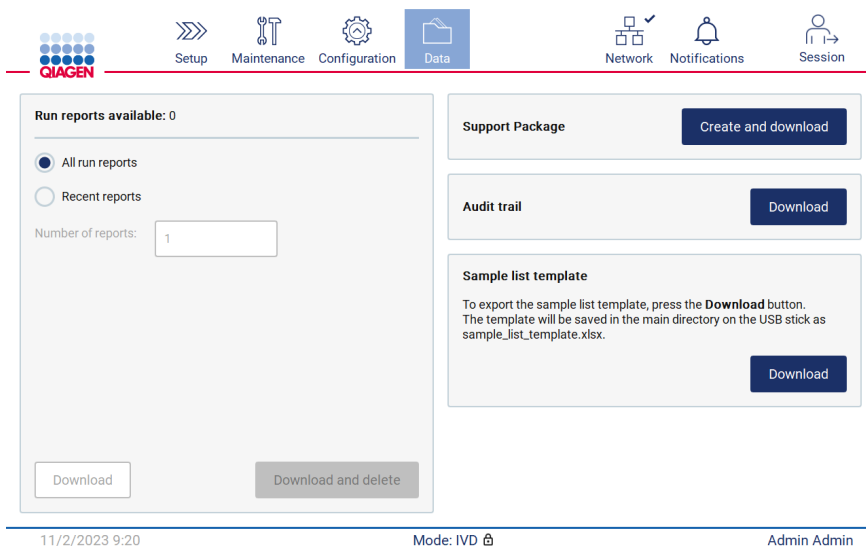 QIAGEN
Setup
Maintenance
Configuration
Data
Network
Notifications
Session
Run reports available: 0
All run reports
Recent reports
Number of reports:
1
Download
Download and delete
Support Package
Create and download
Audit trail
Download
Sample list template
To export the sample list template, press the Download button.
The template will be saved in the main directory on the USB stick as
sample_list_template.xlsx.
Download
11/2/2023 9:20
Mode: IVD
Admin Admin